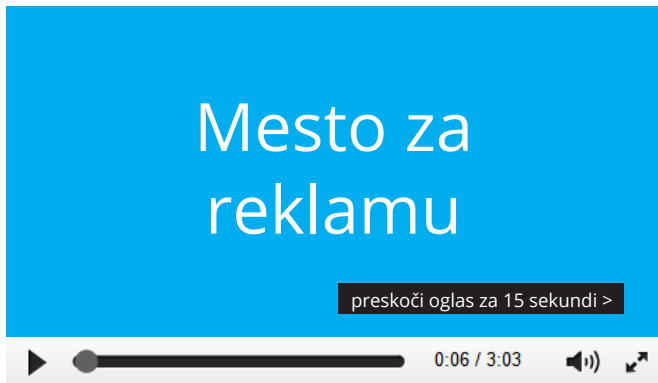 Mesto za
reklamu
preskoči oglas za 15 sekundi >
0:06 / 3:03